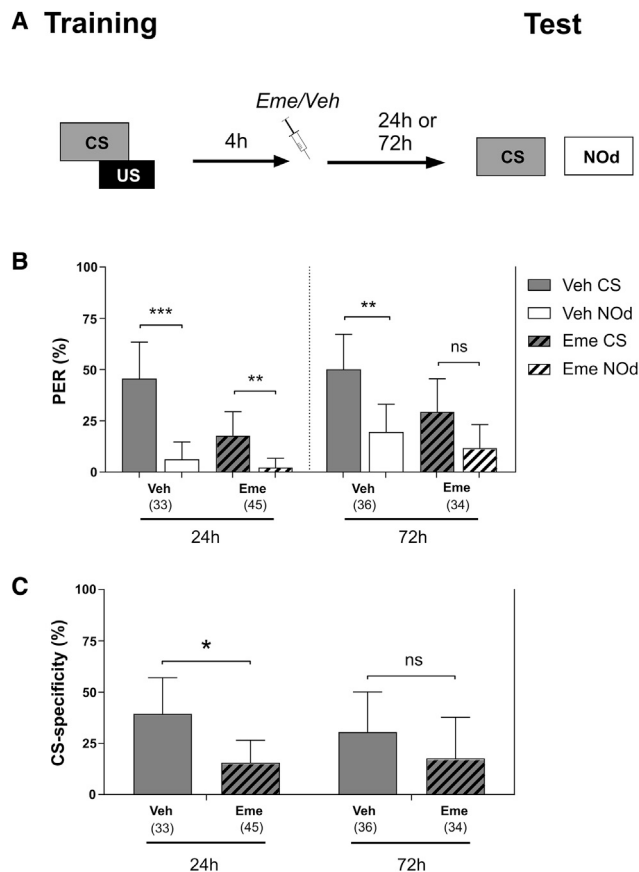 A Training Test
Eme/Veh
4h
24h or
72h
CS
US
CS NOd
B
100
75
50
25
0
PER (%)
***
**
**
ns
Veh CS
Veh NOd
Eme CS
Eme NOd
Veh Eme Veh Eme
(33) (45) (36) (34)
24h 72h
C
100
75
50
25
0
CS-specificity (%)
*
ns
Veh Eme Veh Eme
(33) (45) (36) (34)
24h 72h